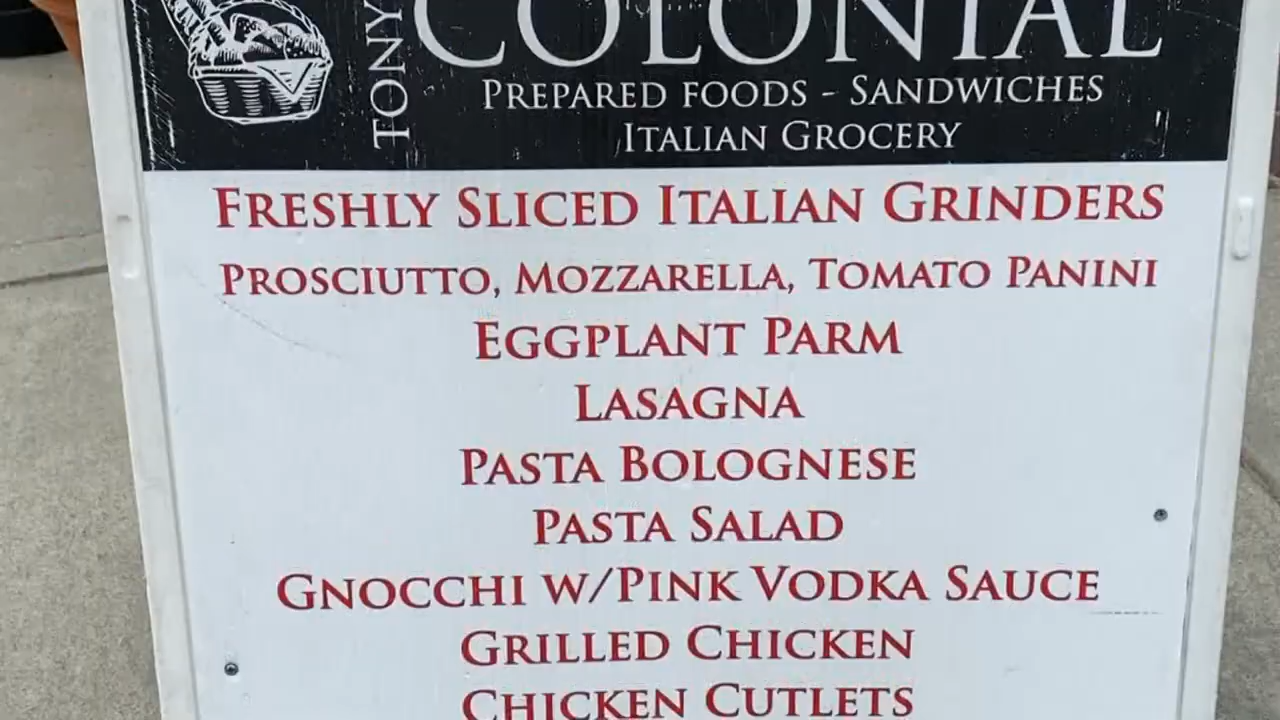 TONY
COLONIAL
PREPARED FOODS - SANDWICHES
ITALIAN GROCERY
FRESHLY SLICED ITALIAN GRINDERS
PROSCIUTTO, MOZZARELLA, TOMATO PANINI
EGGPLANT PARM
LASAGNA
PASTA BOLOGNESE
PASTA SALAD
GNOCCHI W/PINK VODKA SAUCE
GRILLED CHICKEN
CHICKEN CUTLETS